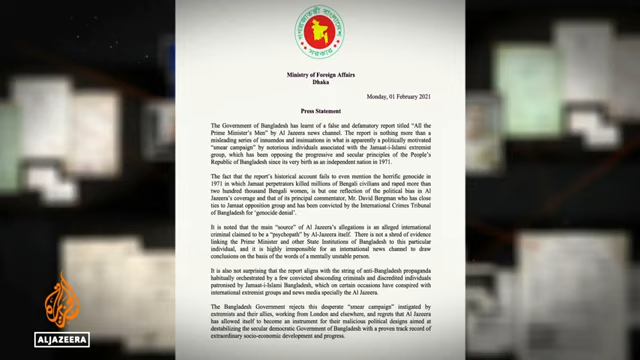 গণপ্রজাতন্ত্রী বাংলাদেশ
সরকার
Ministry of Foreign Affairs
Dhaka
Monday, 01 February 2021
Press Statement
The Government of Bangladesh has learnt of a false and defamatory report titled “All the
Prime Minister’s Men” by Al Jazeera news channel. The report is nothing more than a
misleading series of innuendos and insinuations in what is apparently a politically motivated
“smear campaign” by notorious individuals associated with the Jamaat-i-Islami extremist
group, which has been opposing the progressive and secular principles of the People’s
Republic of Bangladesh since its very birth as an independent nation in 1971.
The fact that the report’s historical account fails to even mention the horrific genocide in
1971 in which Jamaat perpetrators killed millions of Bengali civilians and raped more than
two hundred thousand Bengali women, is but one reflection of the political bias in Al
Jazeera’s coverage and that of its principal commentator, Mr. David Bergman who has close
ties to Jamaat opposition group and has been convicted by the International Crimes Tribunal
of Bangladesh for ‘genocide denial’.
It is noted that the main “source” of Al Jazeera’s allegations is an alleged international
criminal claimed to be a “psychopath” by Al-Jazeera itself. There is not a shred of evidence
linking the Prime Minister and other State Institutions of Bangladesh to this particular
individual, and it is highly irresponsible for an international news channel to draw
conclusions on the basis of the words of a mentally unstable person.
It is also not surprising that the report aligns with the string of anti-Bangladesh propaganda
habitually orchestrated by a few convicted absconding criminals and discredited individuals
patronised by Jamaat-i-Islami Bangladesh, which on certain occasions have conspired with
international extremist groups and news media specially the Al Jazeera.
The Bangladesh Government rejects this desperate “smear campaign” instigated by
extremists and their allies, working from London and elsewhere, and regrets that Al Jazeera
has allowed itself to become an instrument for their malicious political designs aimed at
destabilizing the secular democratic Government of Bangladesh with a proven track record of
extraordinary socio-economic development and progress.
ALJAZEERA